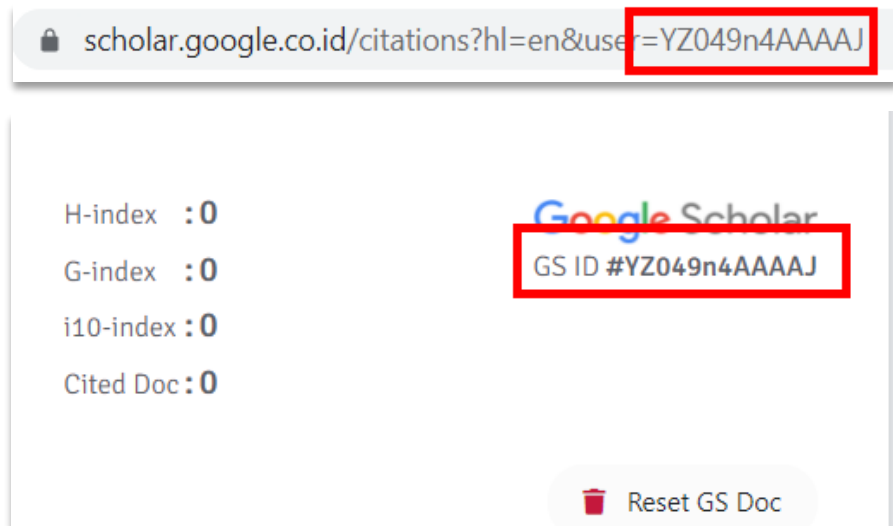 scholar.google.co.id/citations?hl=en&user=YZ049n4AAAAJ
H-index : 0
Google Scholar
G-index : 0
GS ID #YZ049n4AAAAJ
i10-index : 0
Cited Doc : 0
Reset GS Doc